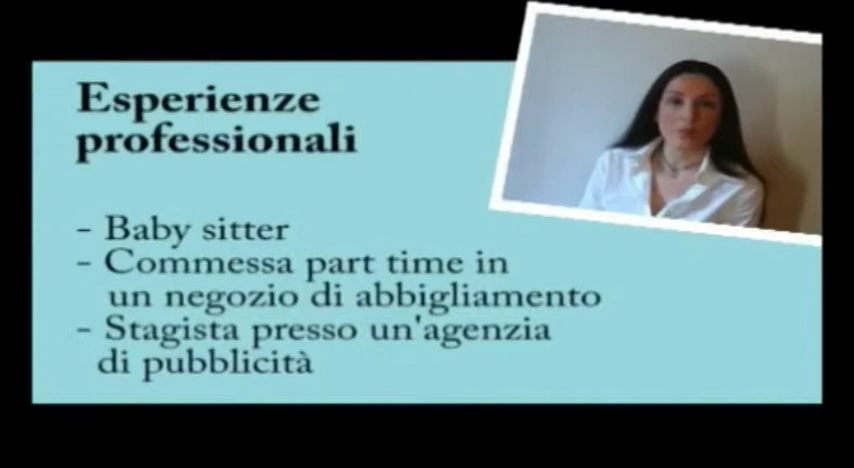 Esperienze
professionali
- Baby sitter
- Commessa part time in
un negozio di abbigliamento
- Stagista presso un'agenzia
di pubblicità